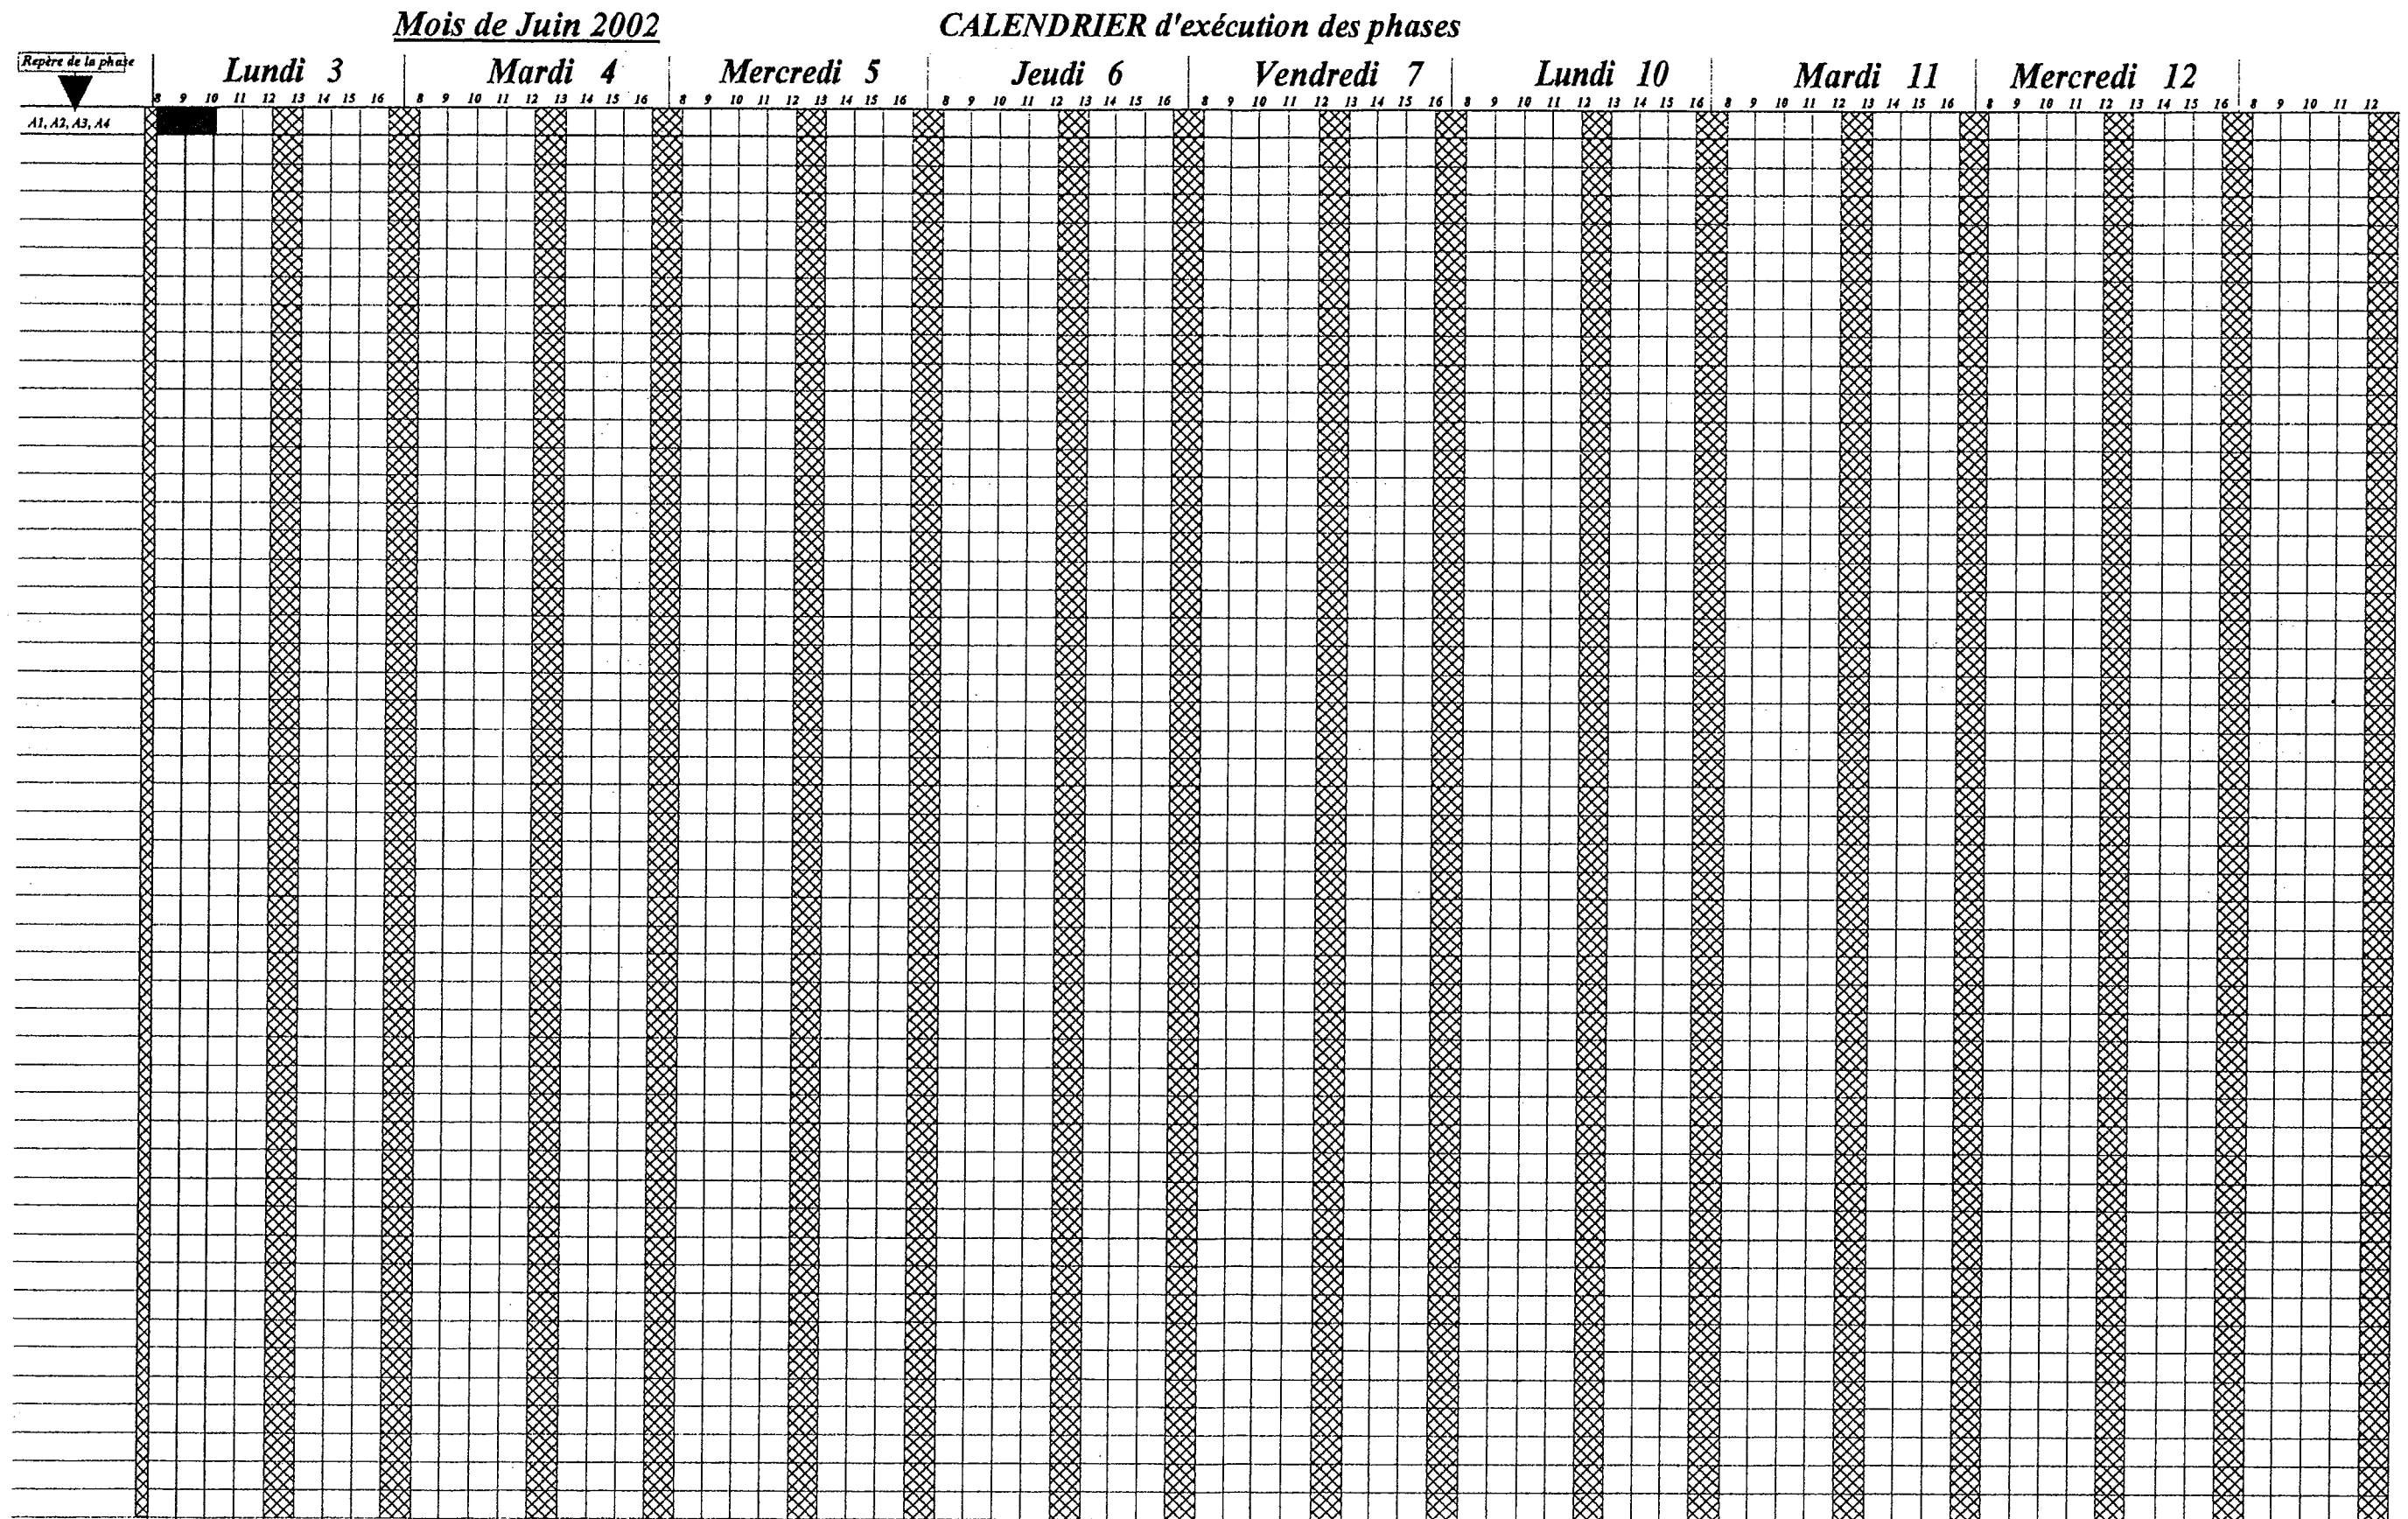 Mois de Juin 2002 CALENDRIER d'exécution des phases
Repère de la phase
Lundi 3 Mardi 4 Mercredi 5 Jeudi 6 Vendredi 7 Lundi 10 Mardi 11 Mercredi 12
8 9 10 11 12 13 14 15 16 8 9 10 11 12 13 14 15 16 8 9 10 11 12 13 14 15 16 8 9 10 11 12 13 14 15 16 8 9 10 11 12 13 14 15 16 8 9 10 11 12 13 14 15 16 8 9 10 11 12 13 14 15 16 8 9 10 11 12 13 14 15 16 8 9 10 11 12
A1, A2, A3, A4